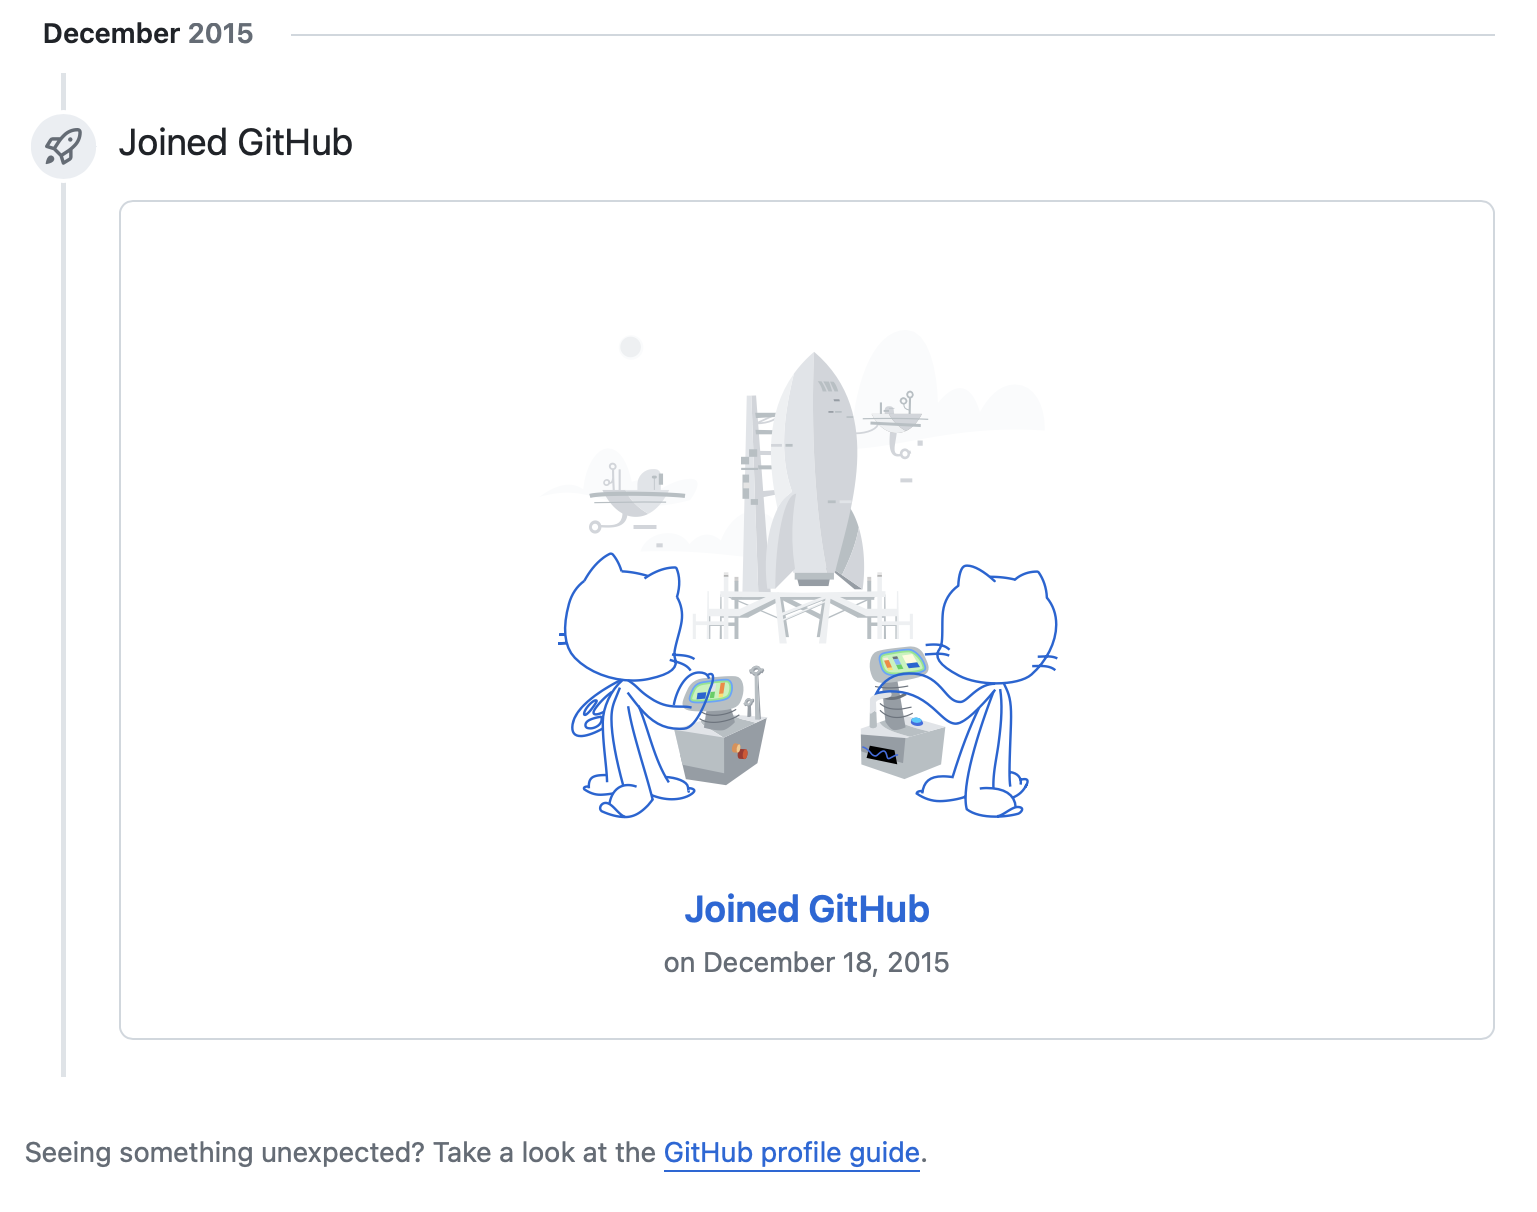 December 2015
Joined GitHub
Joined GitHub
on December 18, 2015
Seeing something unexpected? Take a look at the GitHub profile guide.